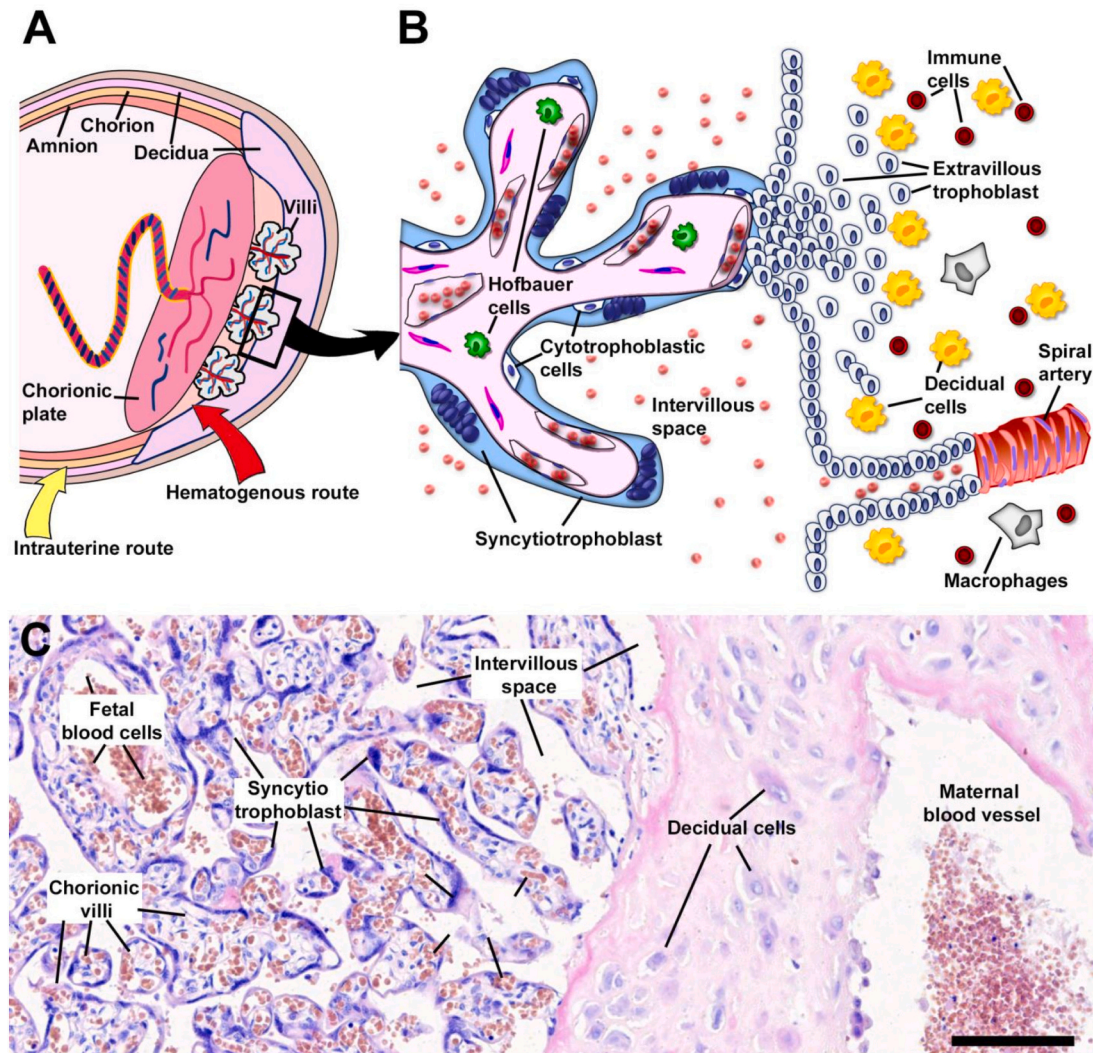 A
Chorion
Amnion
Decidua
Villi
Chorionic
plate
Hematogenous route
Intrauterine route
B
Immune
cells
Extravillous
trophoblast
Hofbauer
cells
Cytotrophoblastic
cells
Intervillous
space
Decidual
cells
Spiral
artery
Syncytiotrophoblast
Macrophages
C
Intervillous
space
Fetal
blood cells
Syncytio
trophoblast
Decidual cells
Maternal
blood vessel
Chorionic
villi